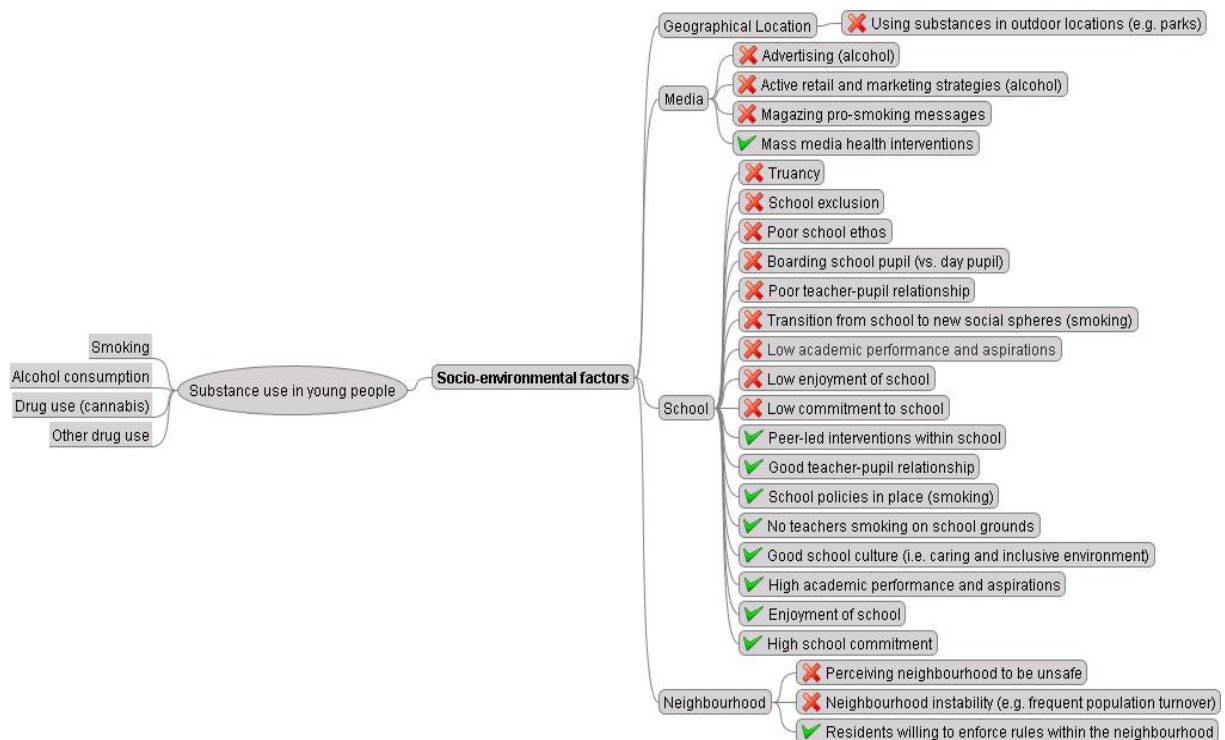 Smoking
Alcohol consumption
Drug use (cannabis)
Other drug use
Substance use in young people
Socio-environmental factors
Geographical Location
Using substances in outdoor locations (e.g. parks)
Media
Advertising (alcohol)
Active retail and marketing strategies (alcohol)
Magazing pro-smoking messages
Mass media health interventions
School
Truancy
School exclusion
Poor school ethos
Boarding school pupil (vs. day pupil)
Poor teacher-pupil relationship
Transition from school to new social spheres (smoking)
Low academic performance and aspirations
Low enjoyment of school
Low commitment to school
Peer-led interventions within school
Good teacher-pupil relationship
School policies in place (smoking)
No teachers smoking on school grounds
Good school culture (i.e. caring and inclusive environment)
High academic performance and aspirations
Enjoyment of school
High school commitment
Neighbourhood
Perceiving neighbourhood to be unsafe
Neighbourhood instability (e.g. frequent population turnover)
Residents willing to enforce rules within the neighbourhood